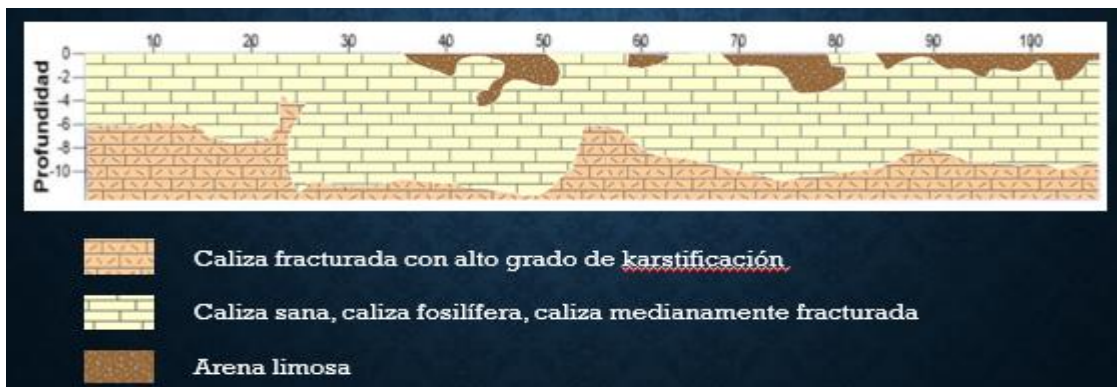 10 20 30 40 50 60 70 80 90 100
Profundidad
0
-2
-4
-6
-8
-10
Caliza fracturada con alto grado de karstificación
Caliza sana, caliza fosilífera, caliza medianamente fracturada
Arena limosa